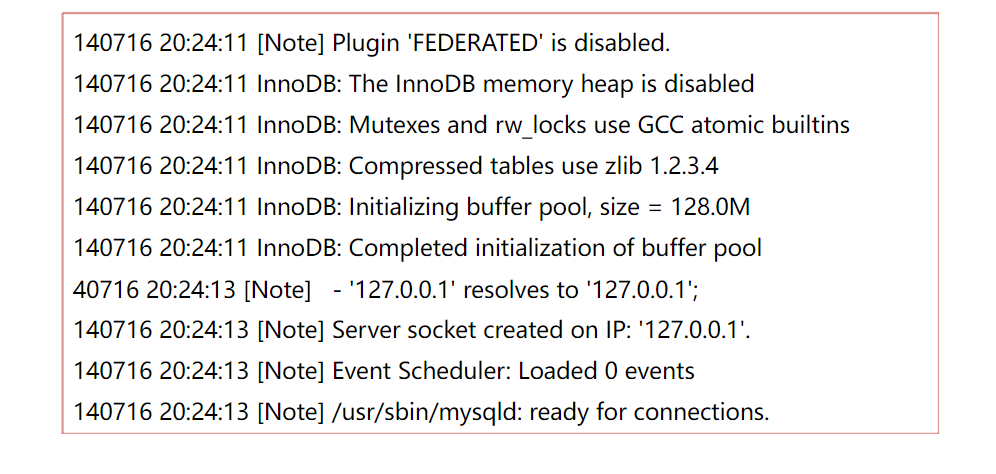 140716 20:24:11 [Note] Plugin 'FEDERATED' is disabled.
140716 20:24:11 InnoDB: The InnoDB memory heap is disabled
140716 20:24:11 InnoDB: Mutexes and rw_locks use GCC atomic builtins
140716 20:24:11 InnoDB: Compressed tables use zlib 1.2.3.4
140716 20:24:11 InnoDB: Initializing buffer pool, size = 128.0M
140716 20:24:11 InnoDB: Completed initialization of buffer pool
40716 20:24:13 [Note]   - '127.0.0.1' resolves to '127.0.0.1';
140716 20:24:13 [Note] Server socket created on IP: '127.0.0.1'.
140716 20:24:13 [Note] Event Scheduler: Loaded 0 events
140716 20:24:13 [Note] /usr/sbin/mysqld: ready for connections.